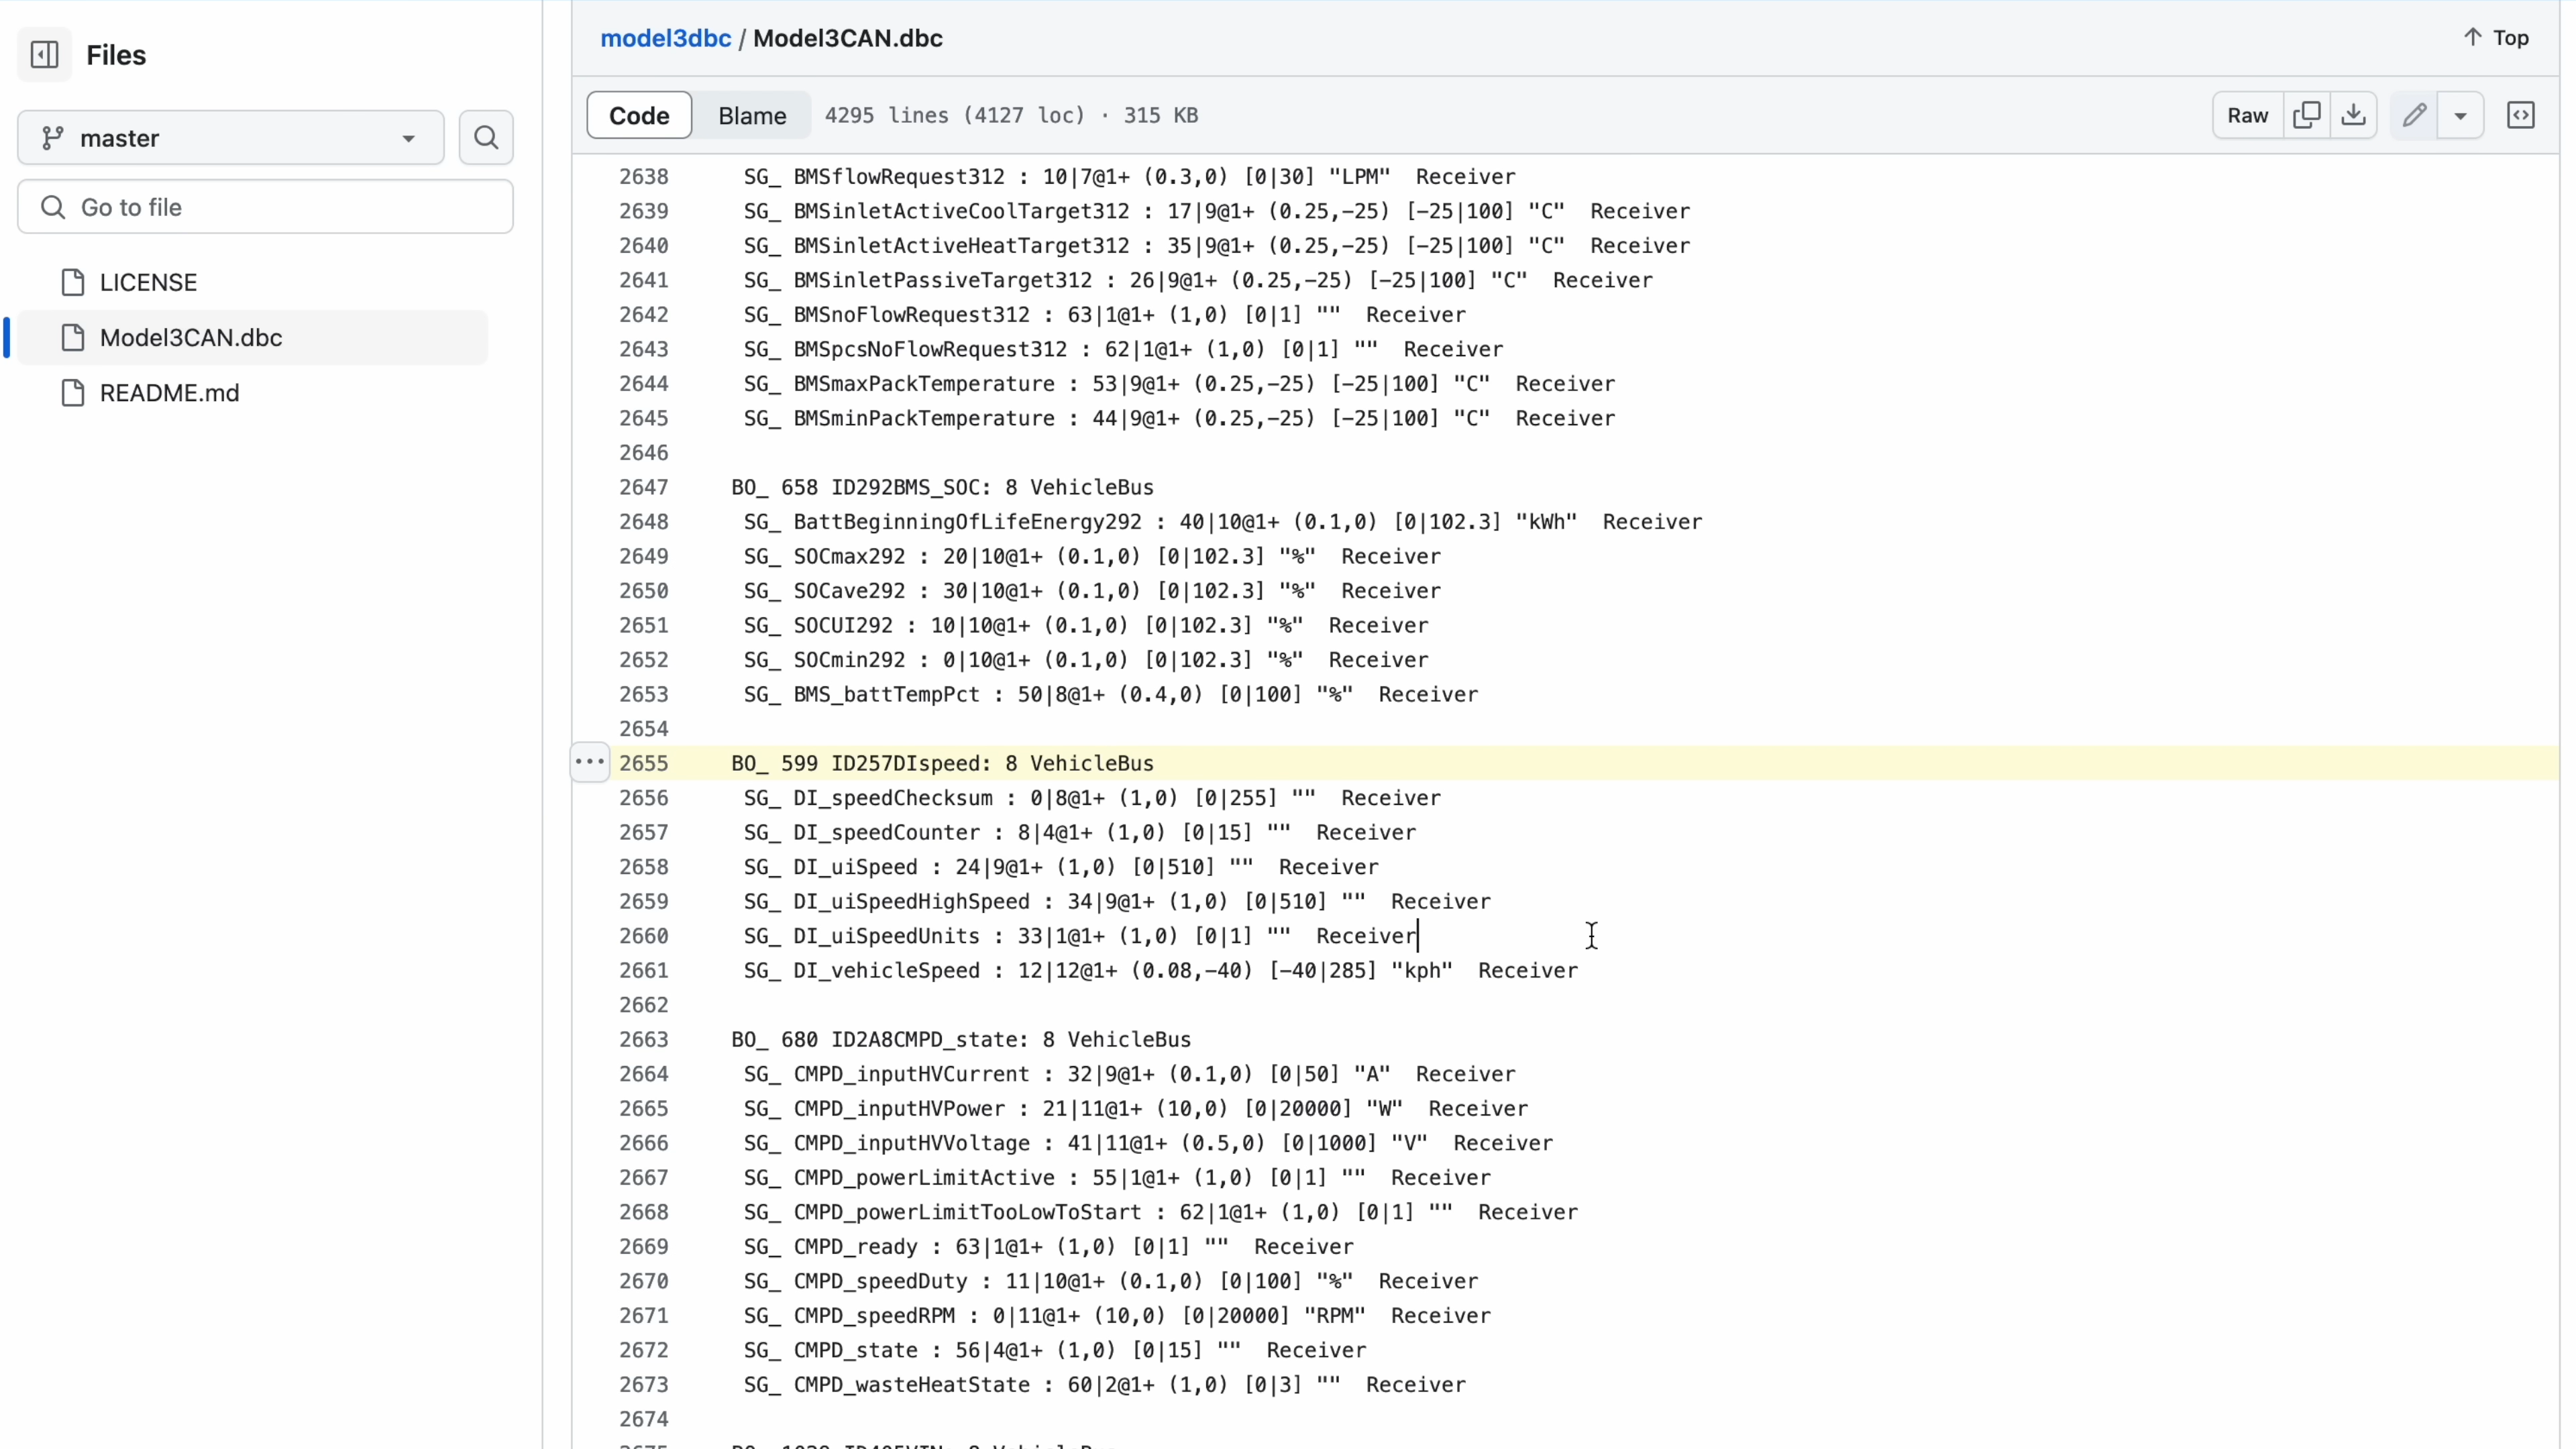 Files
master
Go to file
LICENSE
Model3CAN.dbc
README.md
model3dbc / Model3CAN.dbc
Top
Code Blame 4295 lines (4127 loc) · 315 KB
Raw
2638 SG_ BMSflowRequest312 : 10|7@1+ (0.3,0) [0|30] "LPM" Receiver
2639 SG_ BMSinletActiveCoolTarget312 : 17|9@1+ (0.25,-25) [-25|100] "C" Receiver
2640 SG_ BMSinletActiveHeatTarget312 : 35|9@1+ (0.25,-25) [-25|100] "C" Receiver
2641 SG_ BMSinletPassiveTarget312 : 26|9@1+ (0.25,-25) [-25|100] "C" Receiver
2642 SG_ BMSnoFlowRequest312 : 63|1@1+ (1,0) [0|1] "" Receiver
2643 SG_ BMSpcsNoFlowRequest312 : 62|1@1+ (1,0) [0|1] "" Receiver
2644 SG_ BMSmaxPackTemperature : 53|9@1+ (0.25,-25) [-25|100] "C" Receiver
2645 SG_ BMSminPackTemperature : 44|9@1+ (0.25,-25) [-25|100] "C" Receiver
2646
2647 BO_ 658 ID292BMS_SOC: 8 VehicleBus
2648 SG_ BattBeginningOfLifeEnergy292 : 40|10@1+ (0.1,0) [0|102.3] "kWh" Receiver
2649 SG_ SOCmax292 : 20|10@1+ (0.1,0) [0|102.3] "%" Receiver
2650 SG_ SOCave292 : 30|10@1+ (0.1,0) [0|102.3] "%" Receiver
2651 SG_ SOCUI292 : 10|10@1+ (0.1,0) [0|102.3] "%" Receiver
2652 SG_ SOCmin292 : 0|10@1+ (0.1,0) [0|102.3] "%" Receiver
2653 SG_ BMS_battTempPct : 50|8@1+ (0.4,0) [0|100] "%" Receiver
2654
2655 BO_ 599 ID257DIspeed: 8 VehicleBus
2656 SG_ DI_speedChecksum : 0|8@1+ (1,0) [0|255] "" Receiver
2657 SG_ DI_speedCounter : 8|4@1+ (1,0) [0|15] "" Receiver
2658 SG_ DI_uiSpeed : 24|9@1+ (1,0) [0|510] "" Receiver
2659 SG_ DI_uiSpeedHighSpeed : 34|9@1+ (1,0) [0|510] "" Receiver
2660 SG_ DI_uiSpeedUnits : 33|1@1+ (1,0) [0|1] "" Receiver
2661 SG_ DI_vehicleSpeed : 12|12@1+ (0.08,-40) [-40|285] "kph" Receiver
2662
2663 BO_ 680 ID2A8CMPD_state: 8 VehicleBus
2664 SG_ CMPD_inputHVCurrent : 32|9@1+ (0.1,0) [0|50] "A" Receiver
2665 SG_ CMPD_inputHVPower : 21|11@1+ (10,0) [0|20000] "W" Receiver
2666 SG_ CMPD_inputHVVoltage : 41|11@1+ (0.5,0) [0|1000] "V" Receiver
2667 SG_ CMPD_powerLimitActive : 55|1@1+ (1,0) [0|1] "" Receiver
2668 SG_ CMPD_powerLimitTooLowToStart : 62|1@1+ (1,0) [0|1] "" Receiver
2669 SG_ CMPD_ready : 63|1@1+ (1,0) [0|1] "" Receiver
2670 SG_ CMPD_speedDuty : 11|10@1+ (0.1,0) [0|100] "%" Receiver
2671 SG_ CMPD_speedRPM : 0|11@1+ (10,0) [0|20000] "RPM" Receiver
2672 SG_ CMPD_state : 56|4@1+ (1,0) [0|15] "" Receiver
2673 SG_ CMPD_wasteHeatState : 60|2@1+ (1,0) [0|3] "" Receiver
2674